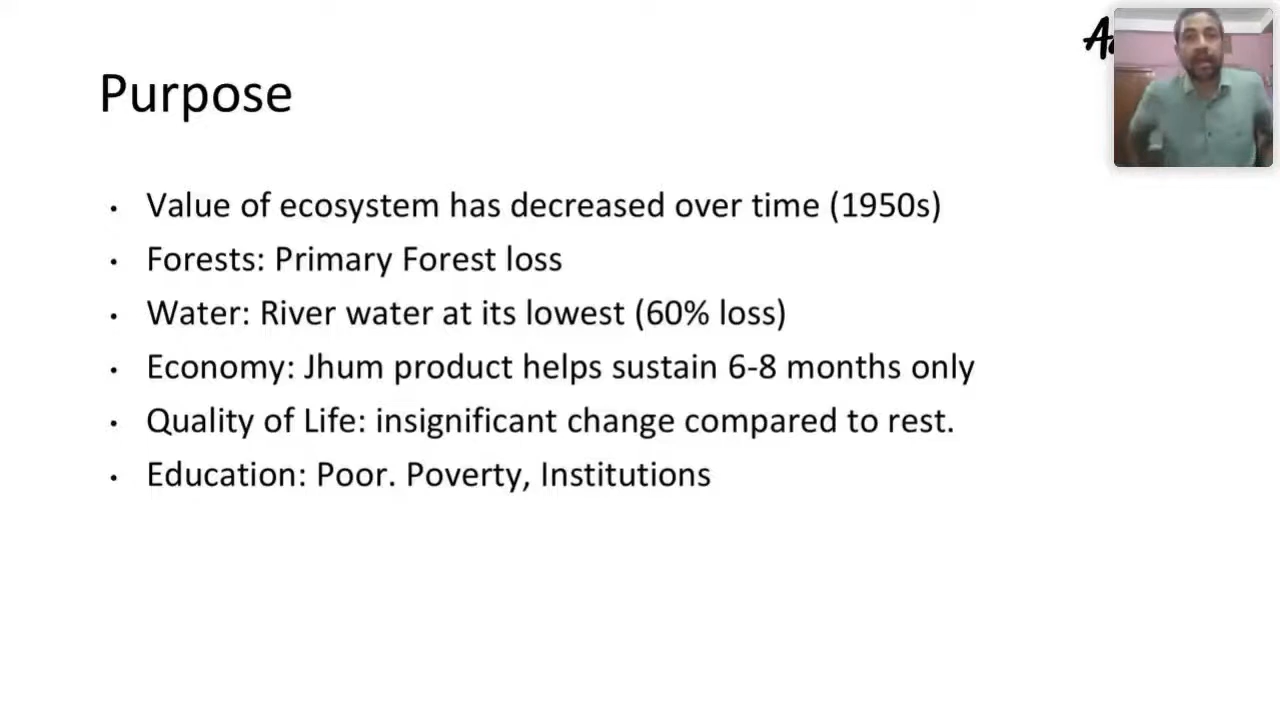 Purpose
• Value of ecosystem has decreased over time (1950s)
• Forests: Primary Forest loss
• Water: River water at its lowest (60% loss)
• Economy: Jhum product helps sustain 6-8 months only
• Quality of Life: insignificant change compared to rest.
• Education: Poor. Poverty, Institutions